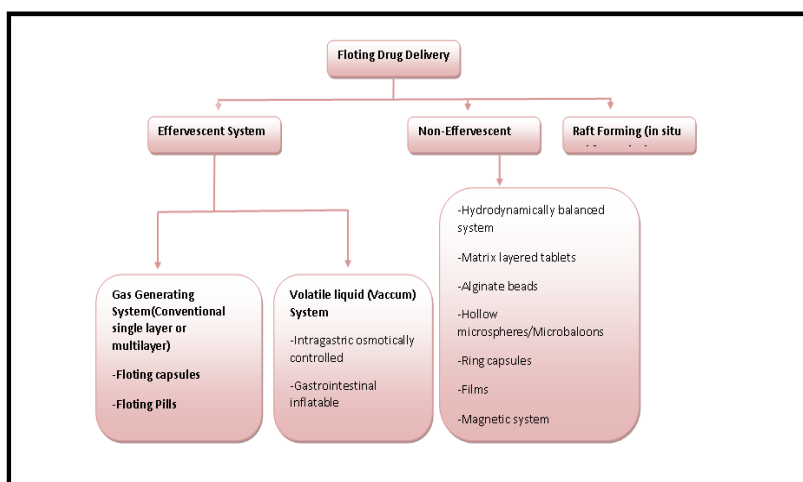 Floting Drug Delivery
Effervescent System
Non-Effervescent
Raft Forming (in situ
Gas Generating
System(Conventional
single layer or
multilayer)
-Floting capsules
-Floting Pills
Volatile liquid (Vaccum)
System
-Intragastric osmotically
controlled
-Gastrointestinal
inflatable
-Hydrodynamically balanced
system
-Matrix layered tablets
-Alginate beads
-Hollow
microspheres/Microbaloons
-Ring capsules
-Films
-Magnetic system